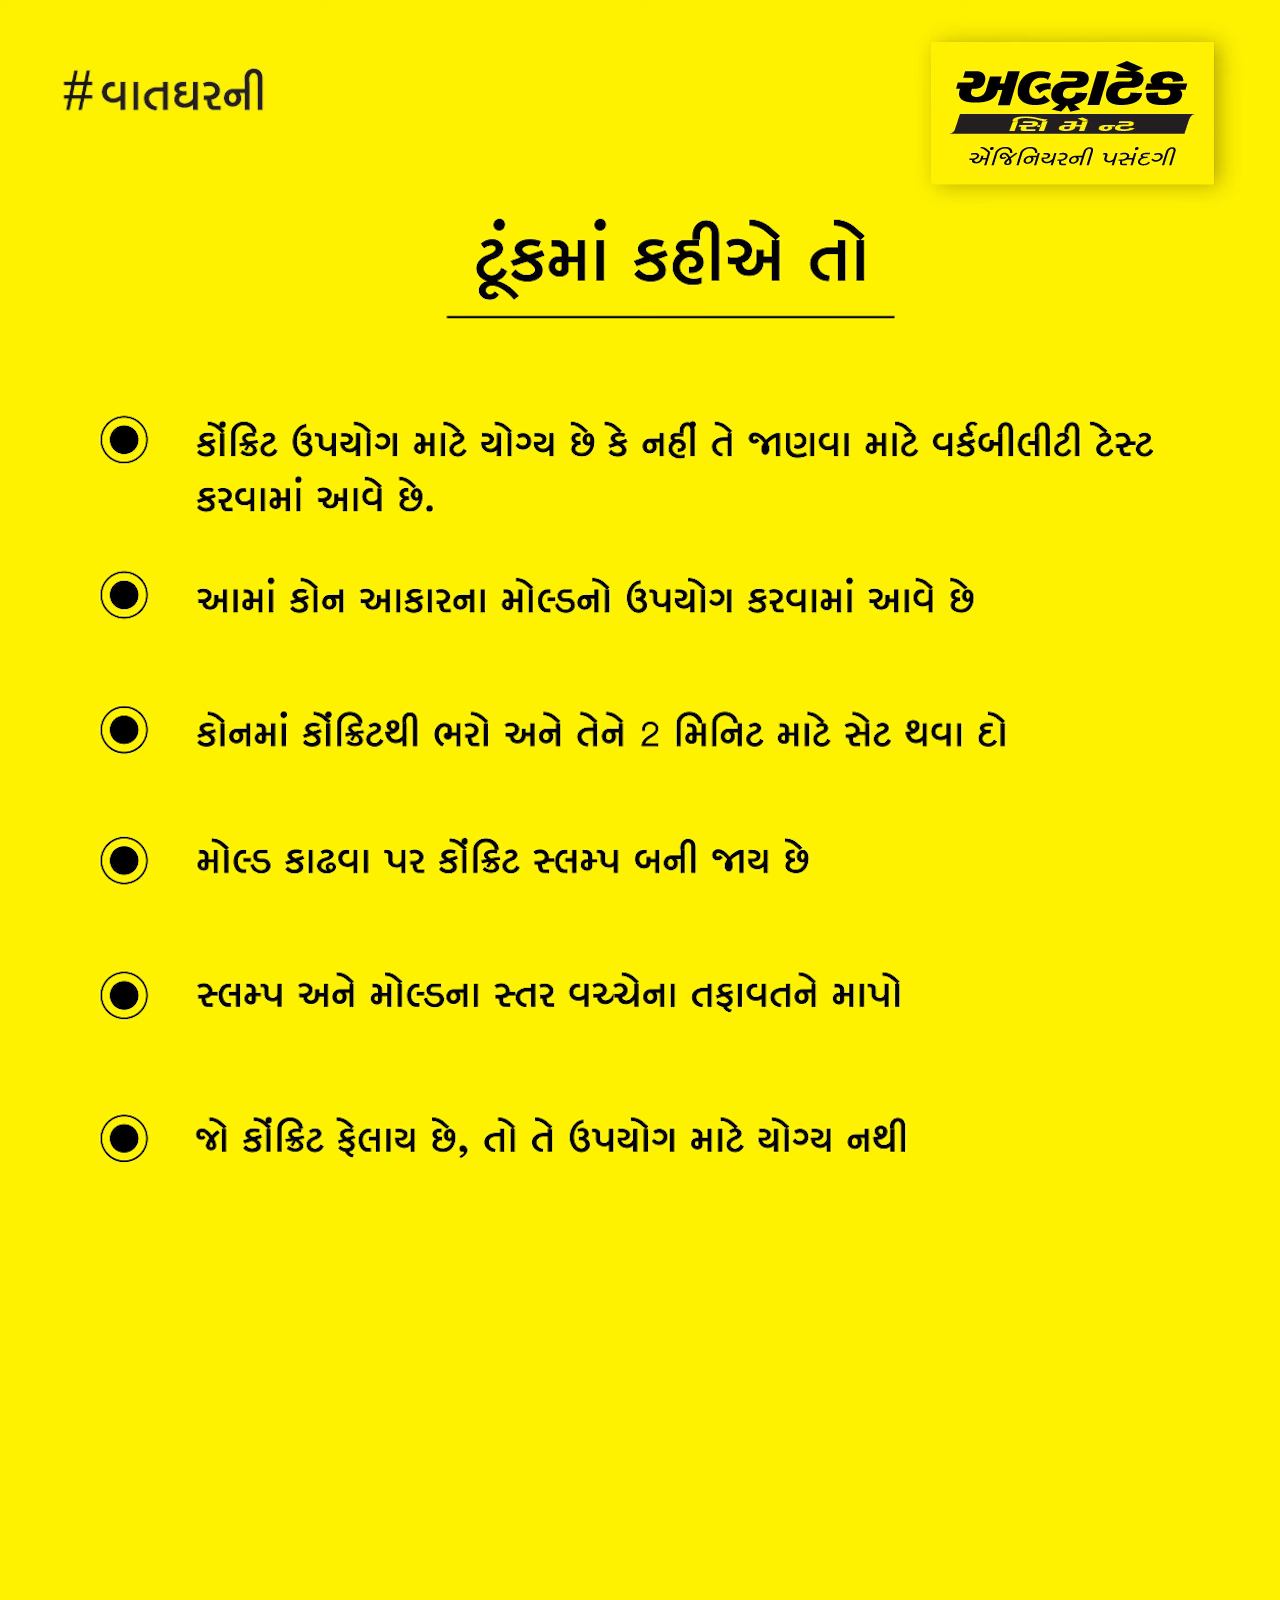 #વાતઘરની
અલ્ટ્રાટેક
સિમેન્ટ
એંજિનિયરની પસંદગી
ટૂંકમાં કહીએ તો
કૉંક્રિટ ઉપયોગ માટે યોગ્ય છે કે નહીં તે જાણવા માટે વર્કબીલીટી ટેસ્ટ
કરવામાં આવે છે.
આમાં કોન આકારના મોલ્ડનો ઉપયોગ કરવામાં આવે છે
કોનમાં કૉંક્રિટથી ભરો અને તેને 2 મિનિટ માટે સેટ થવા દો
મોલ્ડ કાઢવા પર કૉંક્રિટ સ્લમ્પ બની જાય છે
સ્લમ્પ અને મોલ્ડના સ્તર વચ્ચેના તફાવતને માપો
જો કૉંક્રિટ ફેલાય છે, તો તે ઉપયોગ માટે યોગ્ય નથી